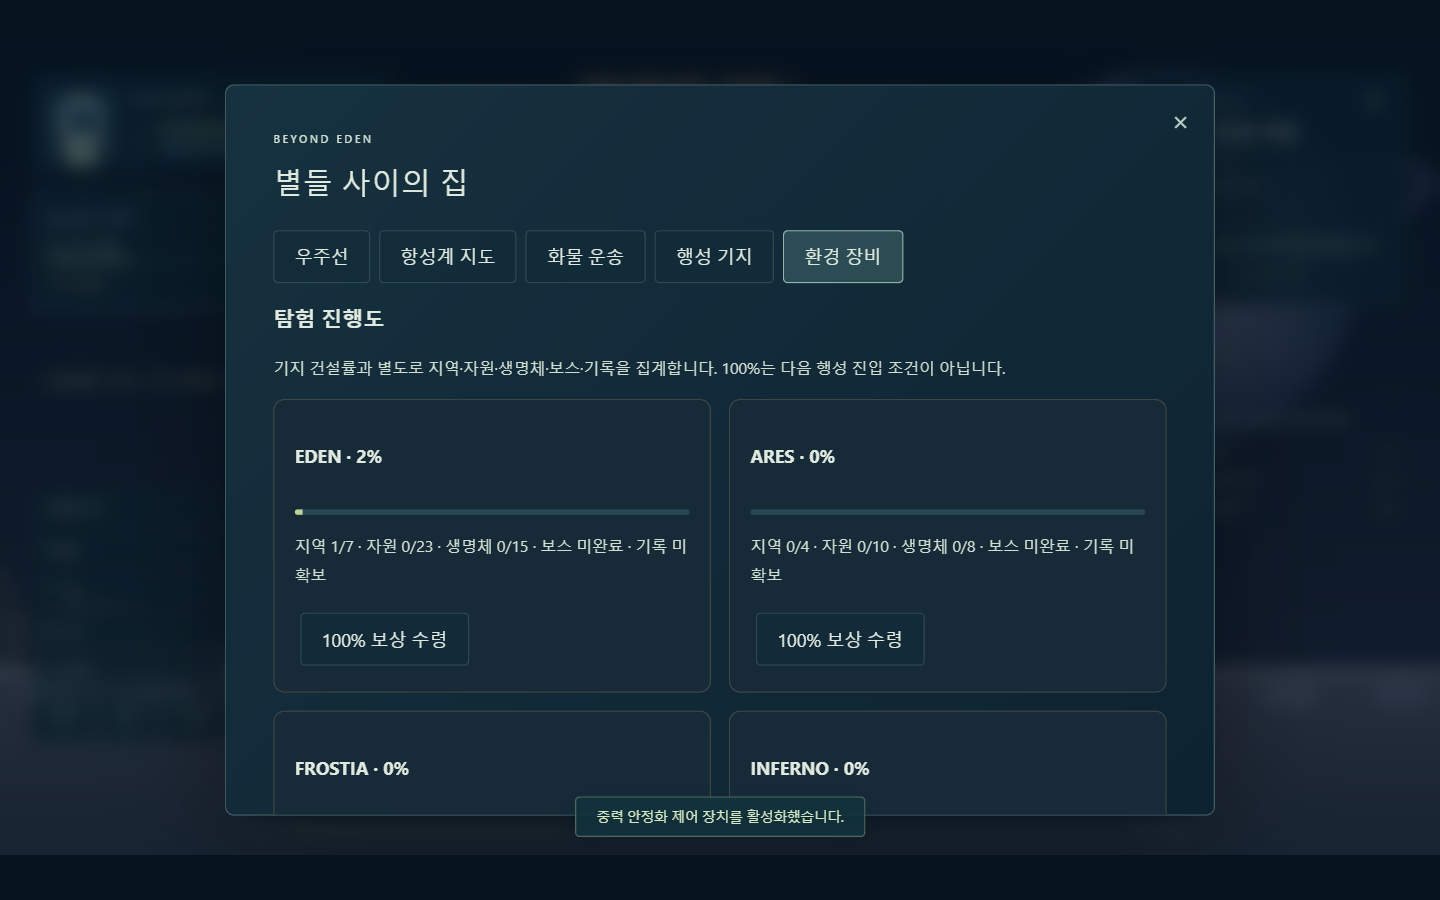 BEYOND EDEN
별들 사이의 집
우주선
항성계 지도
화물 운송
행성 기지
환경 장비
탐험 진행도
기지 건설률과 별도로 지역·자원·생명체·보스·기록을 집계합니다. 100%는 다음 행성 진입 조건이 아닙니다.
EDEN · 2%
지역 1/7 · 자원 0/23 · 생명체 0/15 · 보스 미완료 · 기록 미
확보
100% 보상 수령
ARES · 0%
지역 0/4 · 자원 0/10 · 생명체 0/8 · 보스 미완료 · 기록 미
확보
100% 보상 수령
FROSTIA · 0%
INFERNO · 0%
중력 안정화 제어 장치를 활성화했습니다.